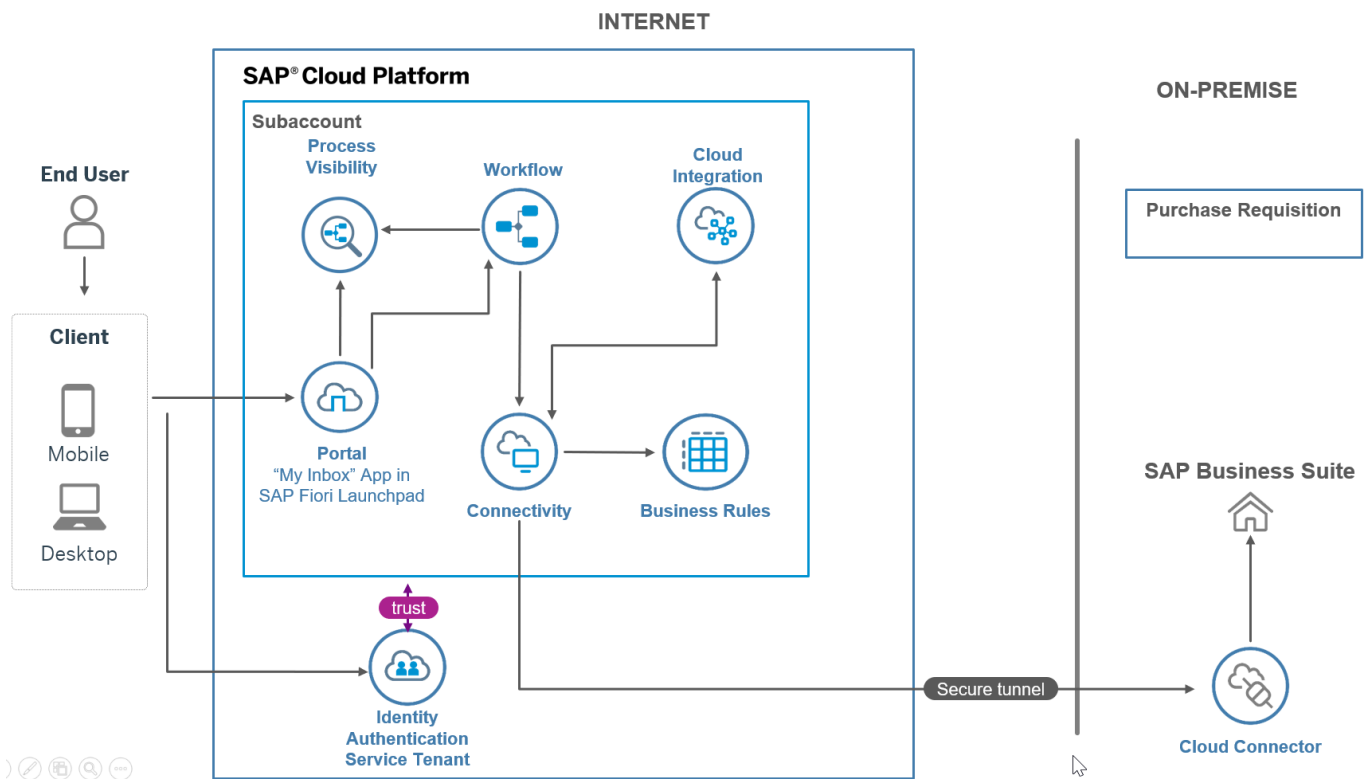 INTERNET
SAP® Cloud Platform
ON-PREMISE
Subaccount
Process
Visibility
Workflow
Cloud
Integration
End User
Purchase Requisition
Client
Mobile
Desktop
Portal
“My Inbox” App in
SAP Fiori Launchpad
Connectivity
Business Rules
SAP Business Suite
trust
Identity
Authentication
Service Tenant
Secure tunnel
Cloud Connector